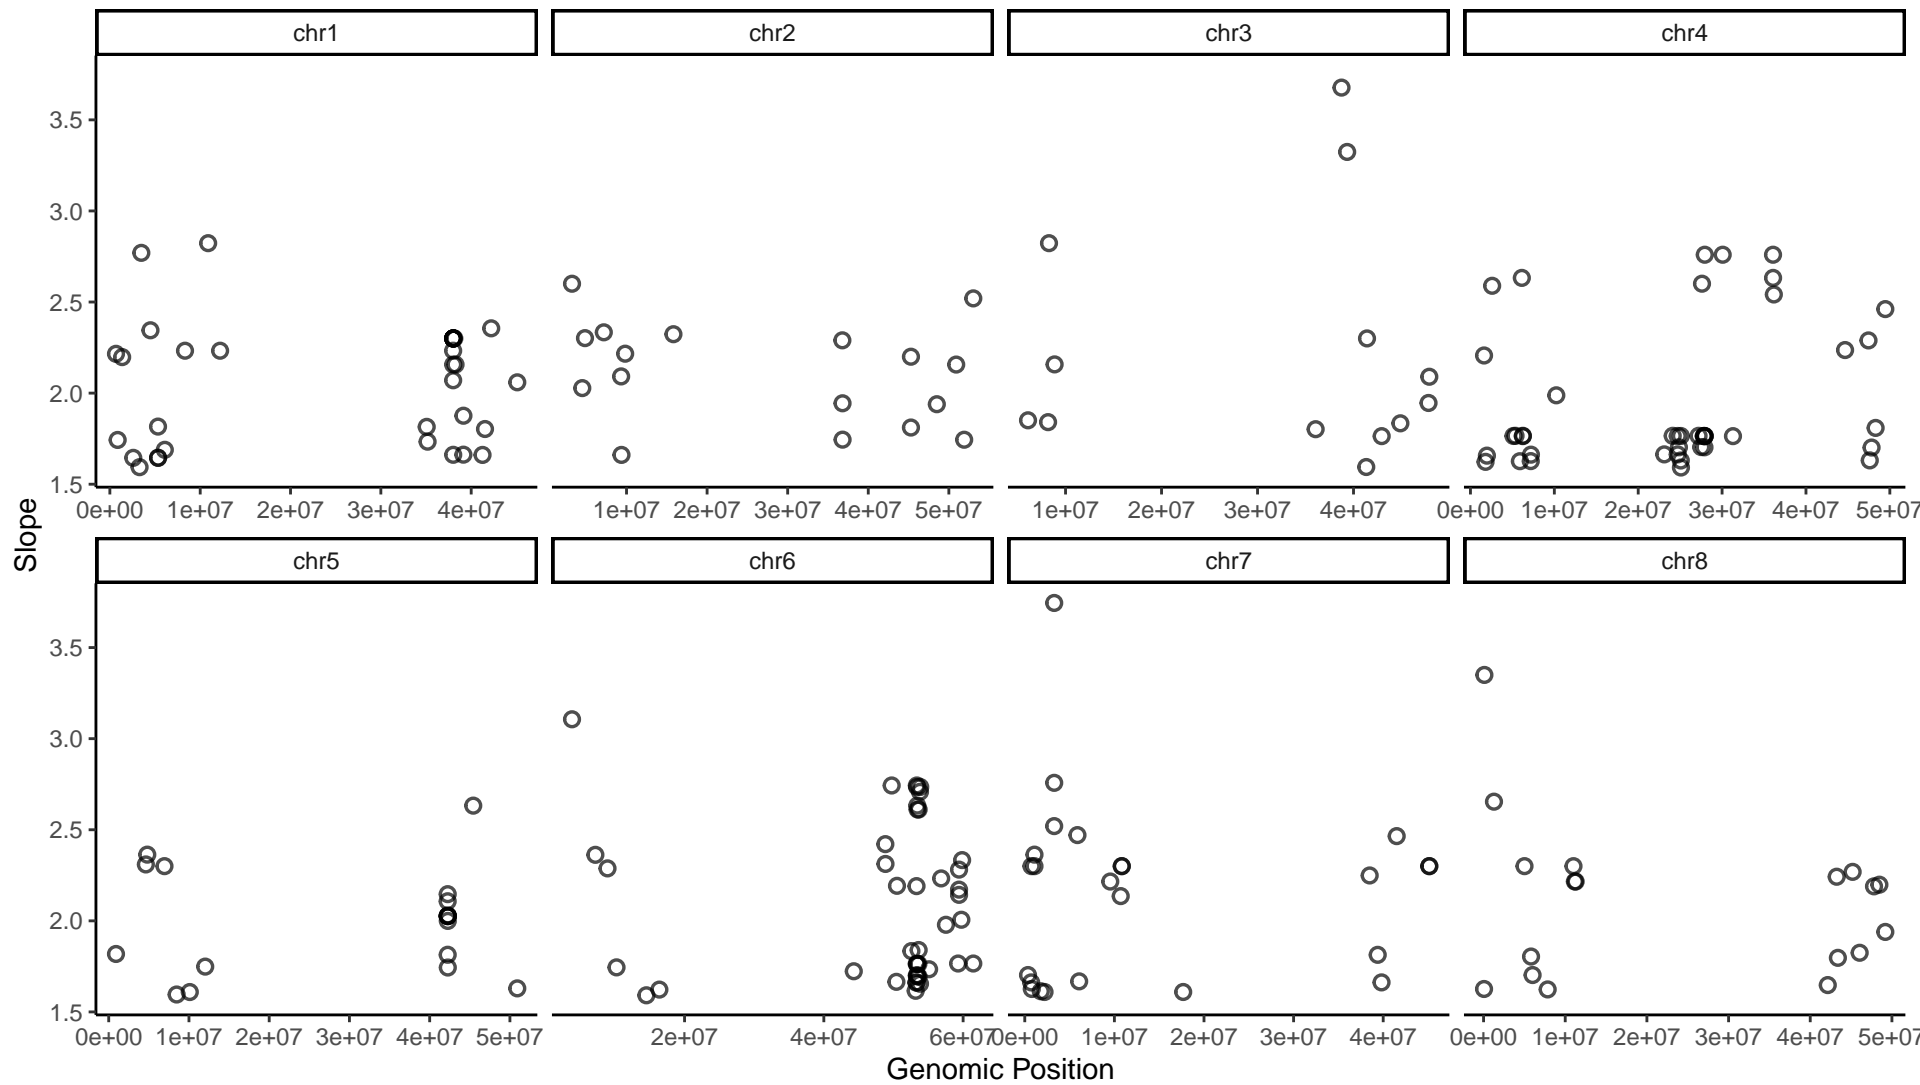 chr1 chr2 chr3 chr4
3.5
3.0
2.5
2.0
1.5
0e+00 1e+07 2e+07 3e+07 4e+07 1e+07 2e+07 3e+07 4e+07 5e+07 1e+07 2e+07 3e+07 4e+07 0e+00 1e+07 2e+07 3e+07 4e+07 5e+07
Slope
chr5 chr6 chr7 chr8
3.5
3.0
2.5
2.0
1.5
0e+00 1e+07 2e+07 3e+07 4e+07 5e+07 2e+07 4e+07 6e+07 0e+00 1e+07 2e+07 3e+07 4e+07 0e+00 1e+07 2e+07 3e+07 4e+07 5e+07
Genomic Position